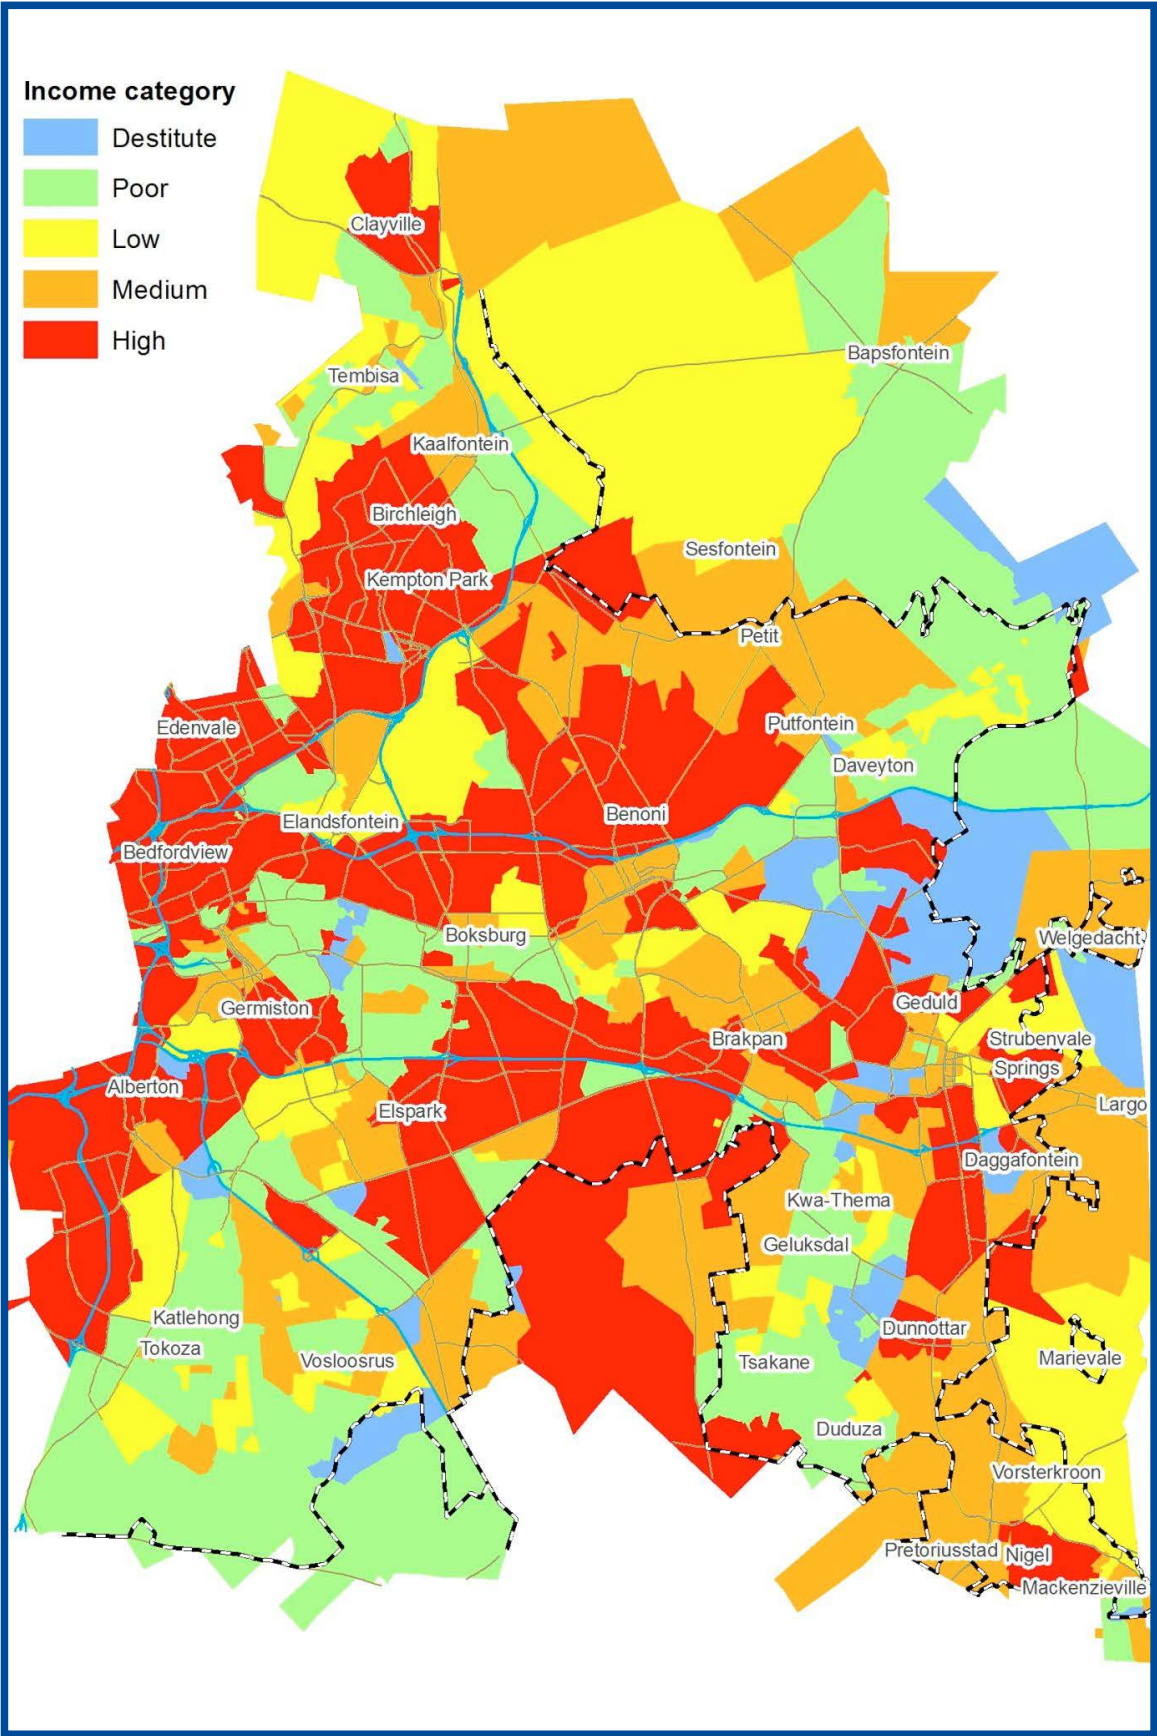 Income category
Destitute
Poor
Low
Medium
High
Clayville
Bapsfontein
Tembisa
Kaalfontein
Birchleigh
Sesfontein
Kempton Park
Petit
Putfontein
Edenvale
Daveyton
Benoni
Elandsfontein
Bedfordview
Boksburg
Welgedacht
Geduld
Germiston
Brakpan
Strubenvale
Springs
Alberton
Largo
Elspark
Daggafontein
Kwa-Thema
Geluksdal
Katlehong
Dunnottar
Tokoza
Marievale
Vosloosrus
Tsakane
Duduza
Vorsterkroon
Pretoriusstad
Nigel
Mackenzieville